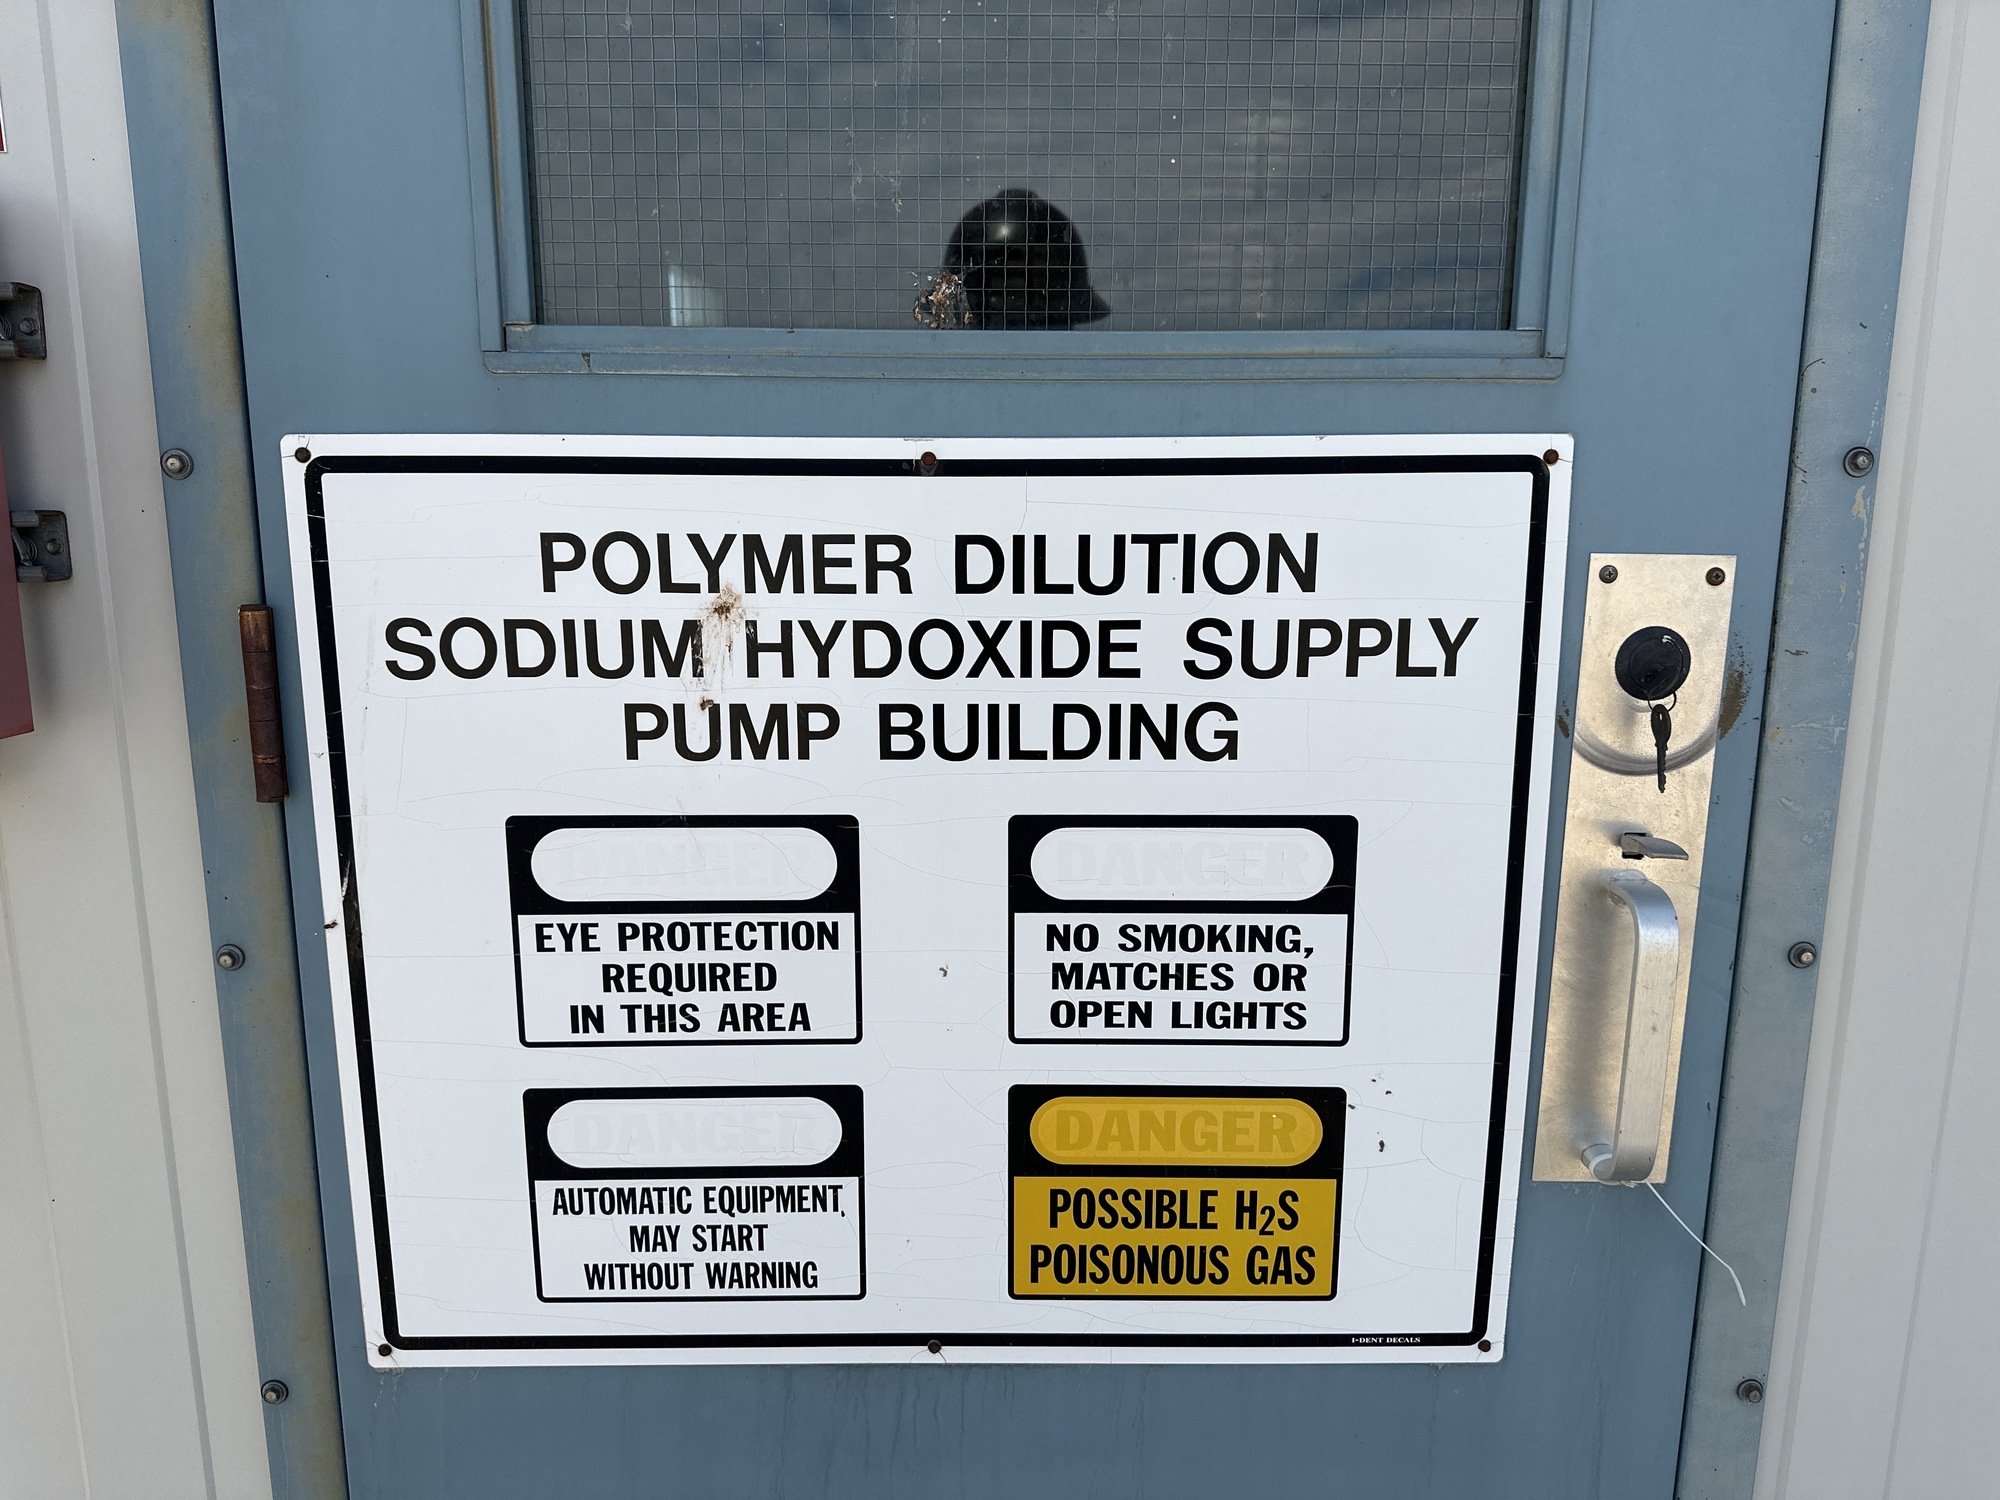 POLYMER DILUTION
SODIUM HYDOXIDE SUPPLY
PUMP BUILDING
DANGER
EYE PROTECTION
REQUIRED
IN THIS AREA
DANGER
NO SMOKING,
MATCHES OR
OPEN LIGHTS
DANGER
AUTOMATIC EQUIPMENT,
MAY START
WITHOUT WARNING
DANGER
POSSIBLE H₂S
POISONOUS GAS
I-DENT DECALS